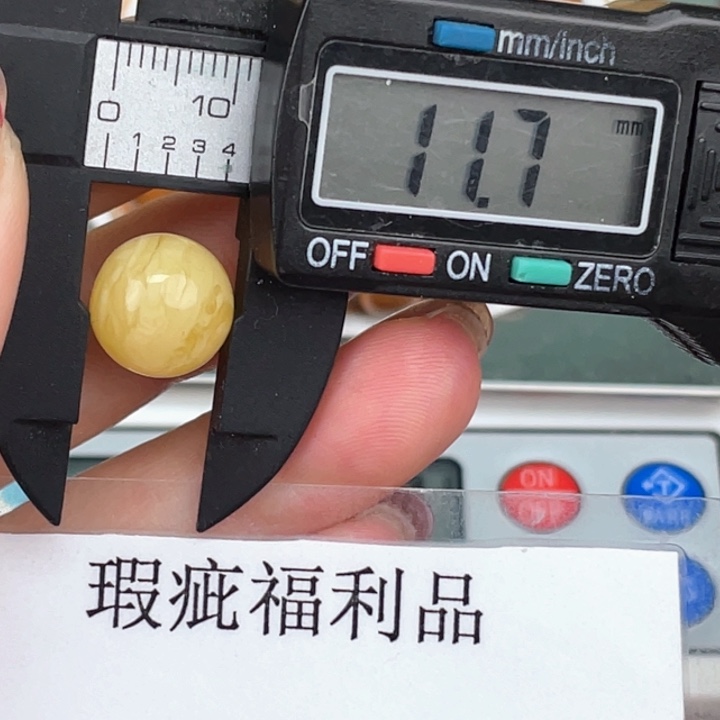 mm/inch
0 10
1 2 3 4
11.7 mm
OFF ON ZERO
ON
OFF
瑕疵福利品